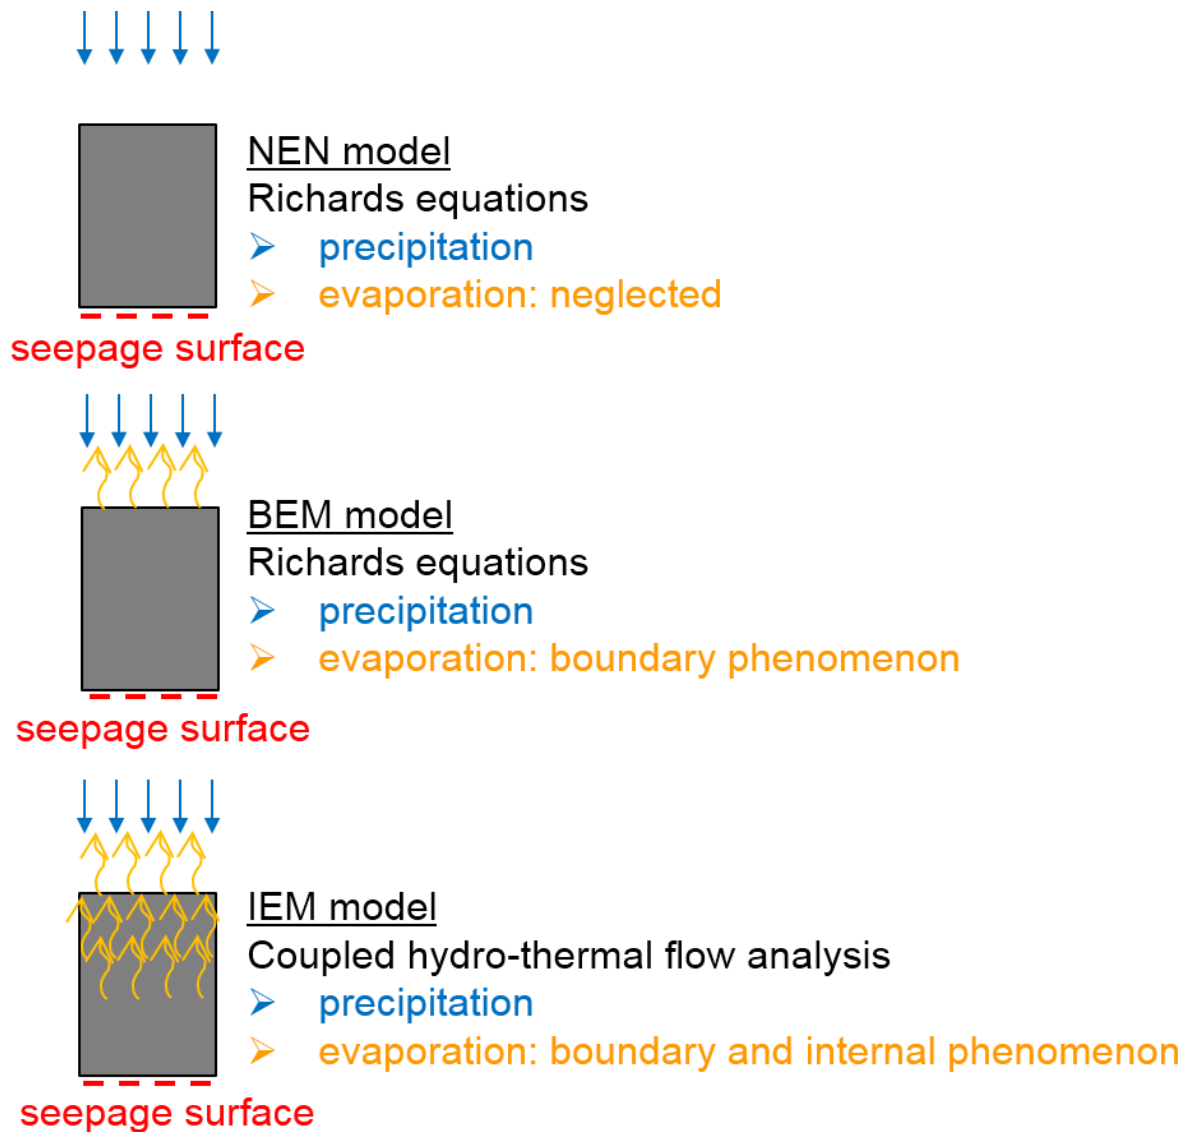 NEN model
Richards equations
➢ precipitation
➢ evaporation: neglected
seepage surface
BEM model
Richards equations
➢ precipitation
➢ evaporation: boundary phenomenon
seepage surface
IEM model
Coupled hydro-thermal flow analysis
➢ precipitation
➢ evaporation: boundary and internal phenomenon
seepage surface